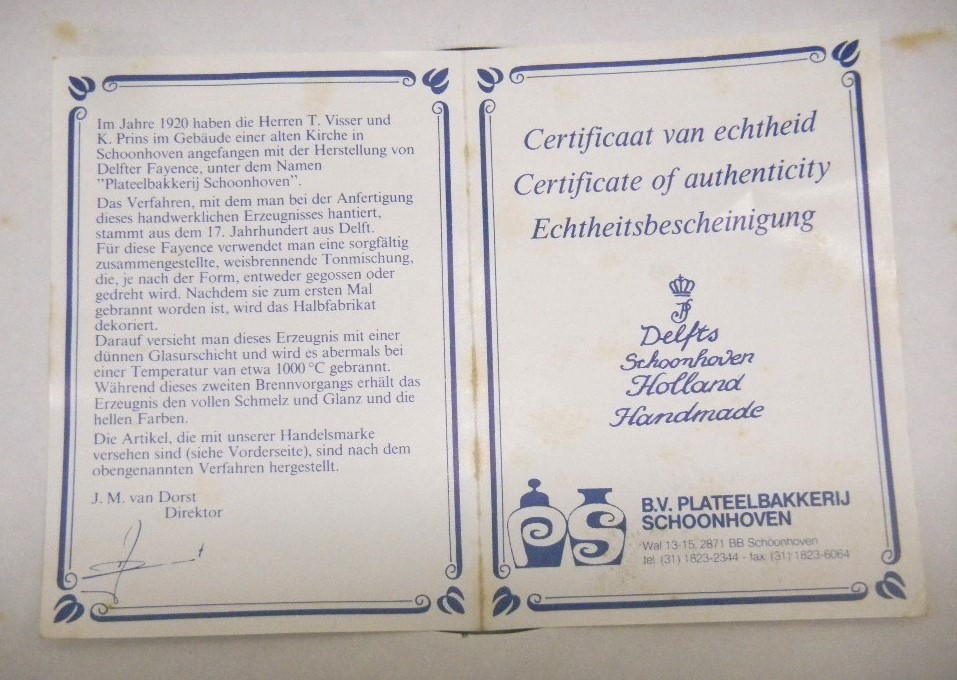 Im Jahre 1920 haben die Herren T. Visser und
K. Prins im Gebäude einer alten Kirche in
Schoonhoven angefangen mit der Herstellung von
Delfter Fayence, unter dem Namen
"Plateelbakkerij Schoonhoven".
Das Verfahren, mit dem man bei der Anfertigung
dieses handwerklichen Erzeugnisses hantiert,
stammt aus dem 17. Jahrhundert aus Delft.
Für diese Fayence verwendet man eine sorgfältig
zusammengestellte, weisbrennende Tonmischung,
die, je nach der Form, entweder gegossen oder
gedreht wird. Nachdem sie zum ersten Mal
gebrannt worden ist, wird das Halbfabrikat
dekoriert.
Darauf versieht man dieses Erzeugnis mit einer
dünnen Glasurschicht und wird es abermals bei
einer Temperatur van etwa 1000 °C gebrannt.
Während dieses zweiten Brennvorgangs erhält das
Erzeugnis den vollen Schmelz und Glanz und die
hellen Farben.
Die Artikel, die mit unserer Handelsmarke
versehen sind (siehe Vorderseite), sind nach dem
obengenannten Verfahren hergestellt.
J. M. van Dorst
Direktor
Certificaat van echtheid
Certificate of authenticity
Echtheitsbescheinigung
Delfts
Schoonhoven
Holland
Handmade
PS
B.V. PLATEELBAKKERIJ
SCHOONHOVEN
Wal 13-15, 2871 BB Schoonhoven
tel. (31) 1823-2344 - fax (31) 1823-6064